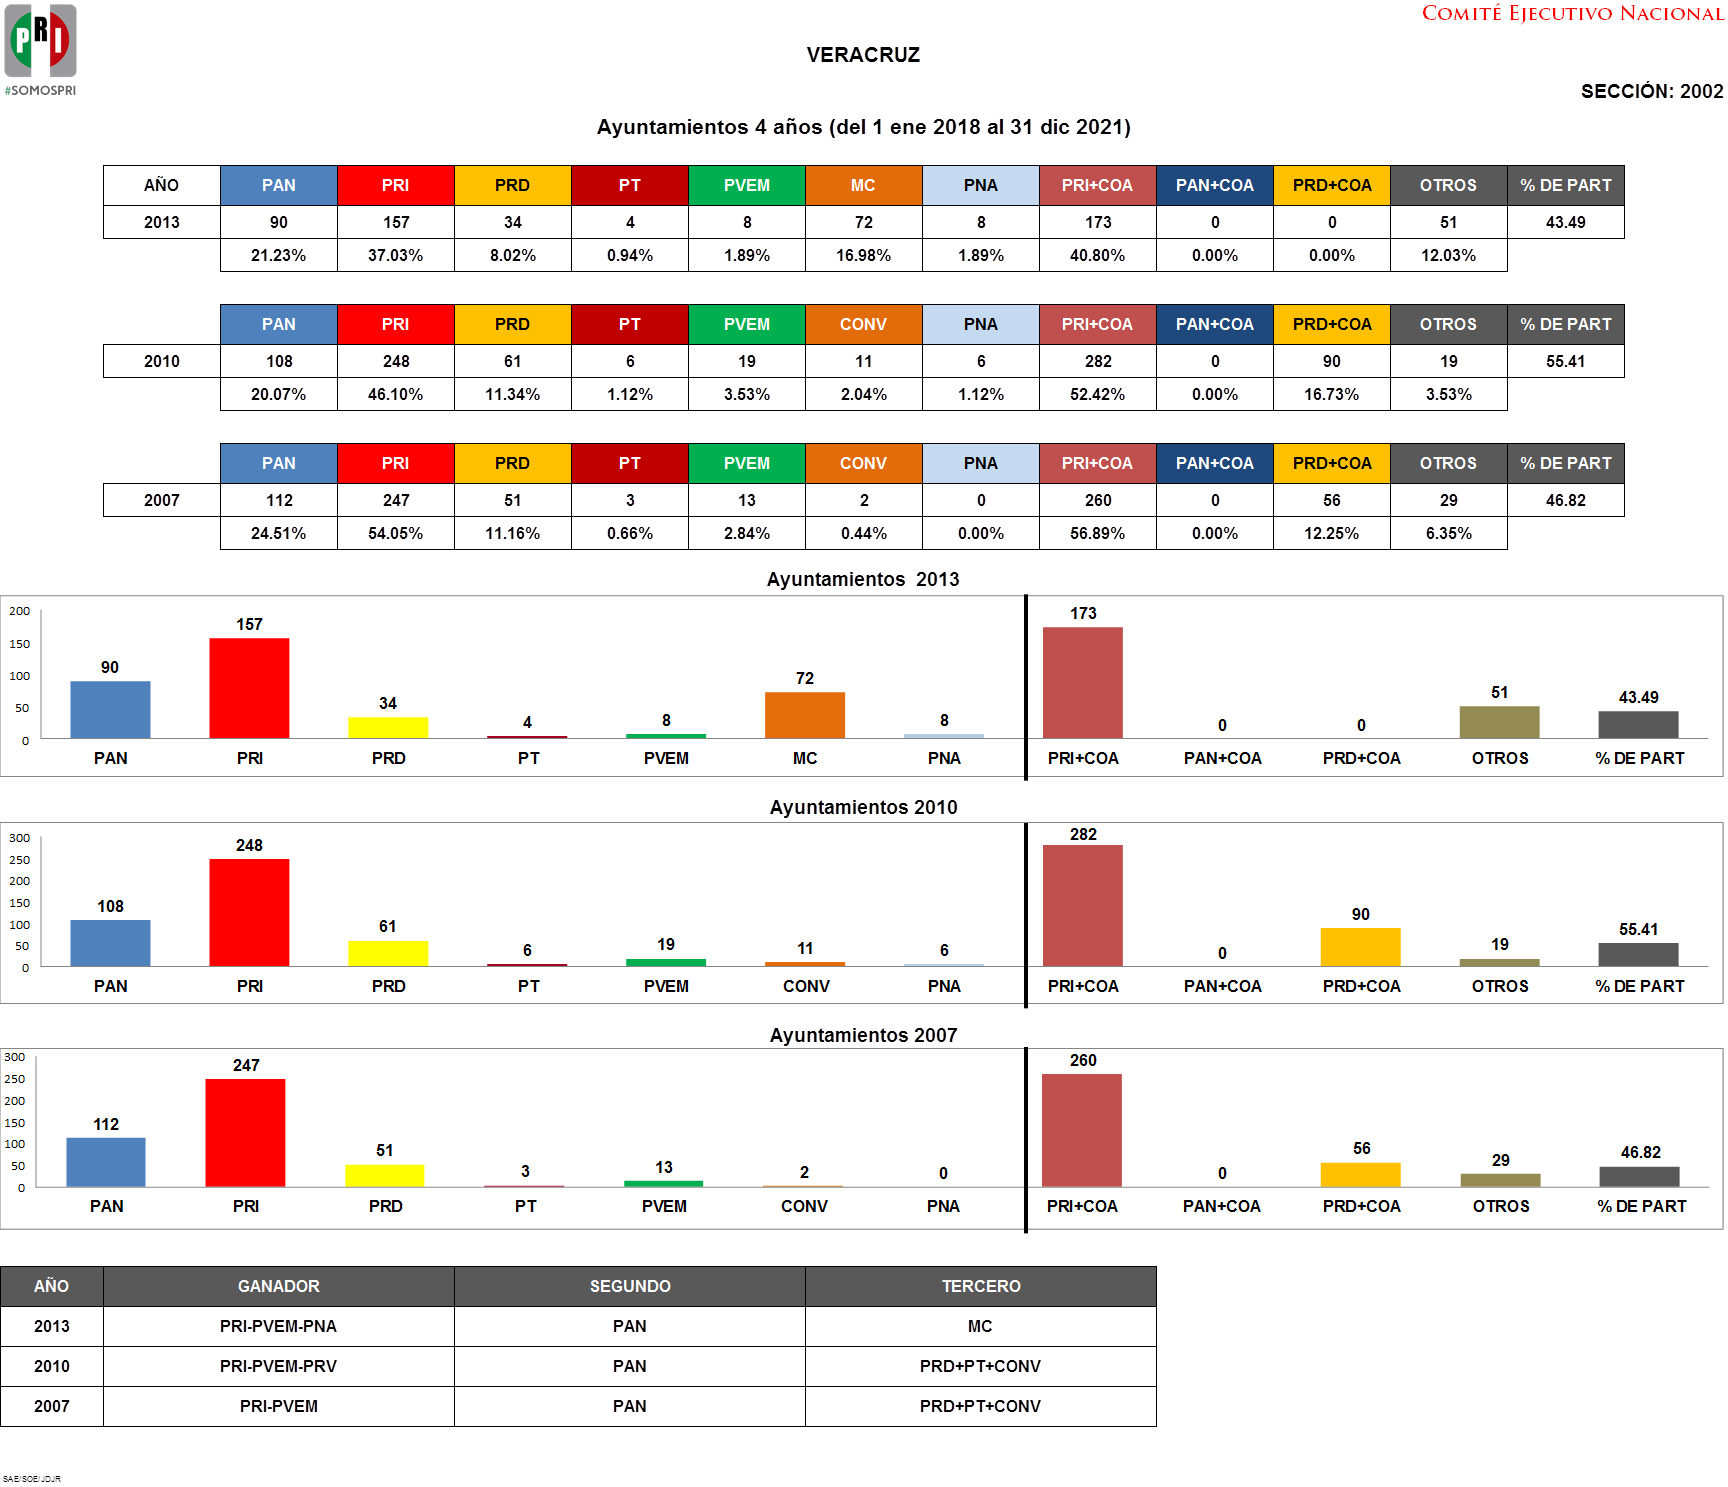 PRI
#SOMOSPRI
COMITÉ EJECUTIVO NACIONAL
VERACRUZ
SECCIÓN: 2002
Ayuntamientos 4 años (del 1 ene 2018 al 31 dic 2021)
AÑO PAN PRI PRD PT PVEM MC PNA PRI+COA PAN+COA PRD+COA OTROS % DE PART
2013 90 157 34 4 8 72 8 173 0 0 51 43.49
21.23% 37.03% 8.02% 0.94% 1.89% 16.98% 1.89% 40.80% 0.00% 0.00% 12.03%
PAN PRI PRD PT PVEM CONV PNA PRI+COA PAN+COA PRD+COA OTROS % DE PART
2010 108 248 61 6 19 11 6 282 0 90 19 55.41
20.07% 46.10% 11.34% 1.12% 3.53% 2.04% 1.12% 52.42% 0.00% 16.73% 3.53%
PAN PRI PRD PT PVEM CONV PNA PRI+COA PAN+COA PRD+COA OTROS % DE PART
2007 112 247 51 3 13 2 0 260 0 56 29 46.82
24.51% 54.05% 11.16% 0.66% 2.84% 0.44% 0.00% 56.89% 0.00% 12.25% 6.35%
Ayuntamientos  2013
200
150
100
50
0
90 157 34 4 8 72 8 173 0 0 51 43.49
PAN PRI PRD PT PVEM MC PNA PRI+COA PAN+COA PRD+COA OTROS % DE PART
Ayuntamientos 2010
300
250
200
150
100
50
0
108 248 61 6 19 11 6 282 0 90 19 55.41
PAN PRI PRD PT PVEM CONV PNA PRI+COA PAN+COA PRD+COA OTROS % DE PART
Ayuntamientos 2007
300
250
200
150
100
50
0
112 247 51 3 13 2 0 260 0 56 29 46.82
PAN PRI PRD PT PVEM CONV PNA PRI+COA PAN+COA PRD+COA OTROS % DE PART
AÑO GANADOR SEGUNDO TERCERO
2013 PRI-PVEM-PNA PAN MC
2010 PRI-PVEM-PRV PAN PRD+PT+CONV
2007 PRI-PVEM PAN PRD+PT+CONV
SAE/SOE/JDJR